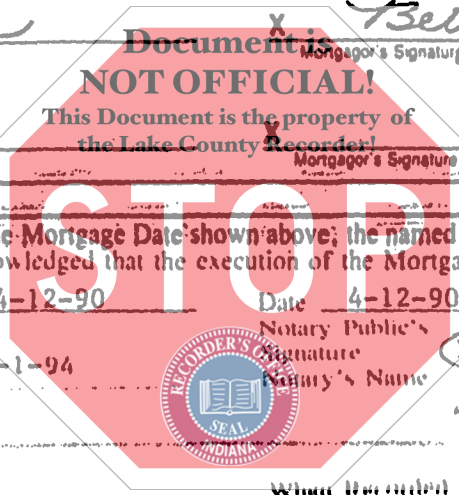 Document is
Mortgagor's Signature
NOT OFFICIAL!
This Document is the property of
the Lake County Recorder!
Mortgagor's Signature
STOP
e Mortgage Date shown above, the named
owledged that the execution of the Mortga
4-12-90 Date 4-12-90
Notary Public's
Signature
-1-94
Notary's Name
RECORDER'S OFFICE
SEAL
INDIANA
When Recorded